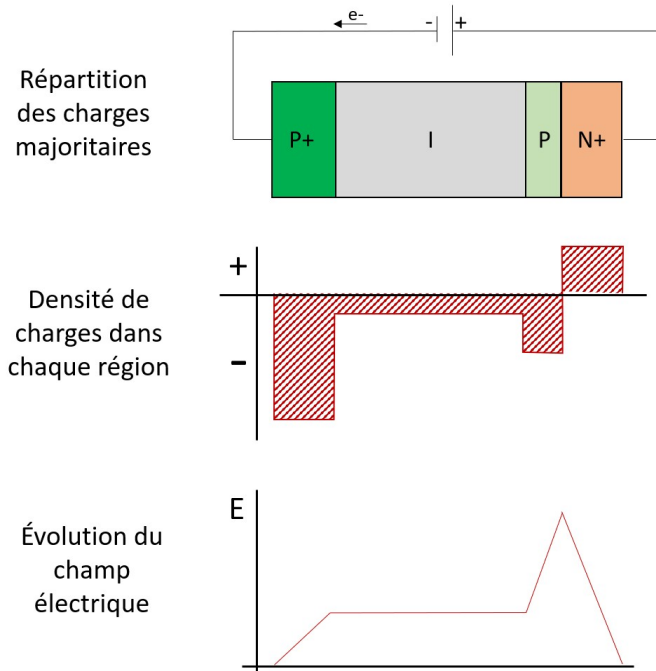 e-
- +
Répartition
des charges
majoritaires
P+ I P N+
+
Densité de
charges dans
chaque région
-
E
Évolution du
champ
électrique